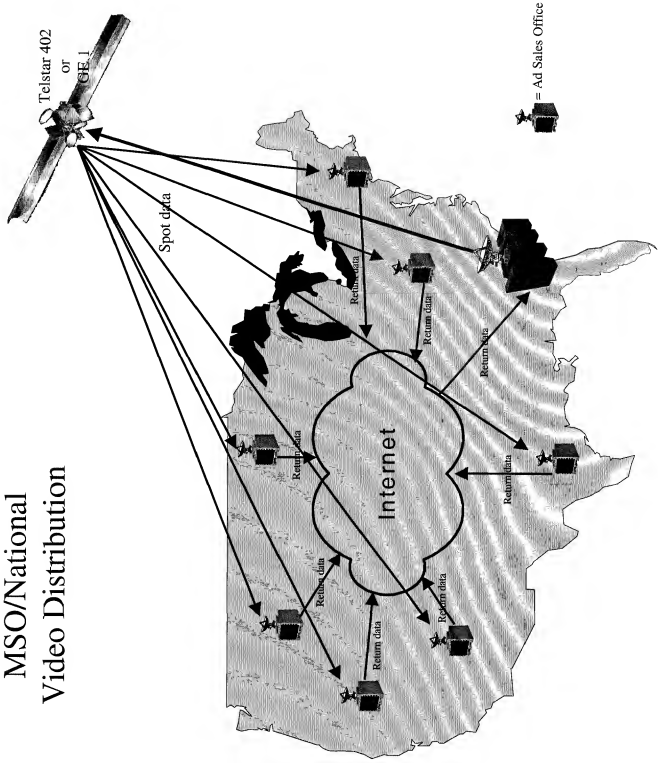 MSO/National
Video Distribution
Telstar 402
or
GE 1
Spot data
Return data
Return data
Return data
Return data
Return data
Return data
Return data
Return data
Internet
= Ad Sales Office